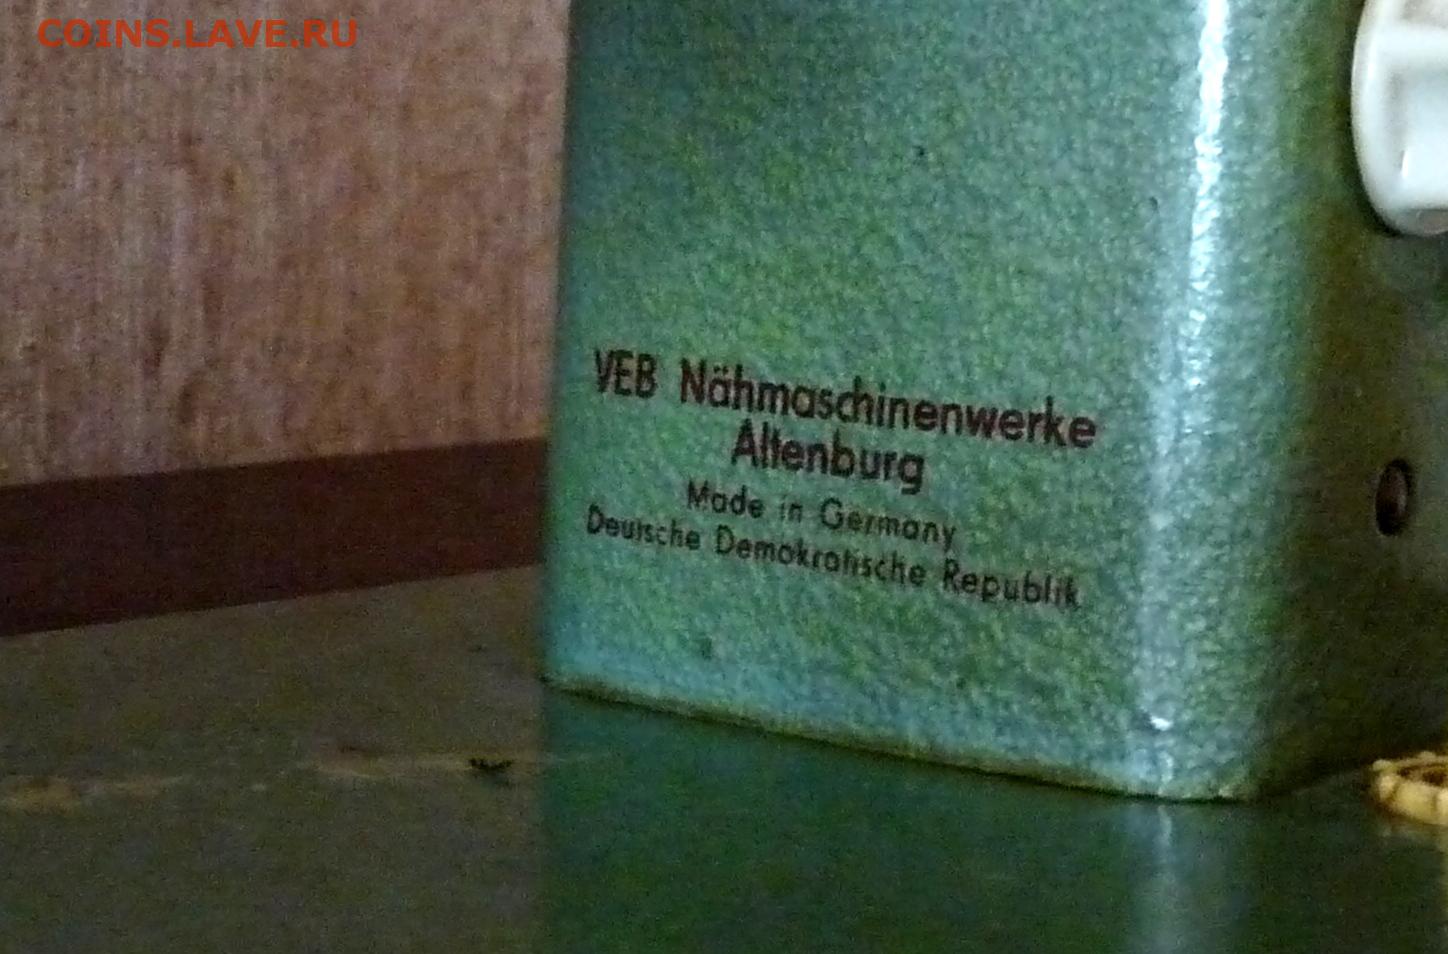 COINS.LAVE.RU
VEB Nähmaschinenwerke
Altenburg
Made in Germany
Deutsche Demokratische Republik